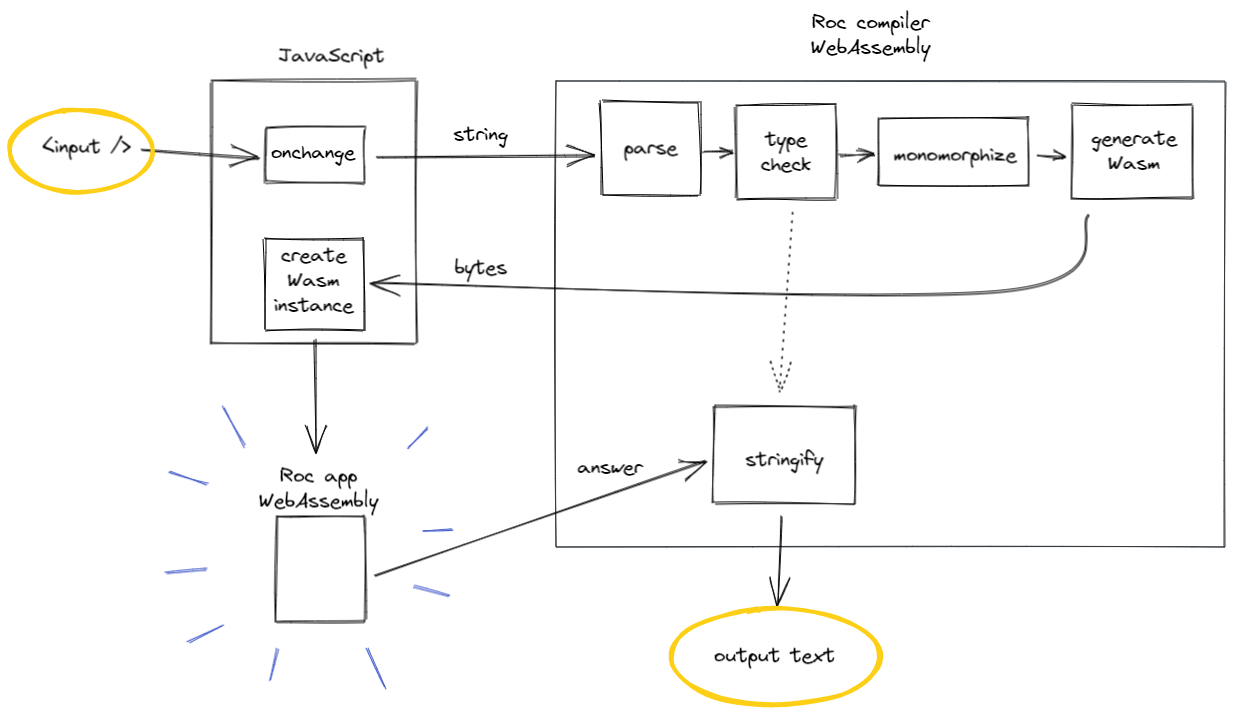 Roc compiler
WebAssembly
JavaScript
<input />
onchange
string
parse
type
check
monomorphize
generate
Wasm
create
Wasm
instance
bytes
Roc app
WebAssembly
answer
stringify
output text